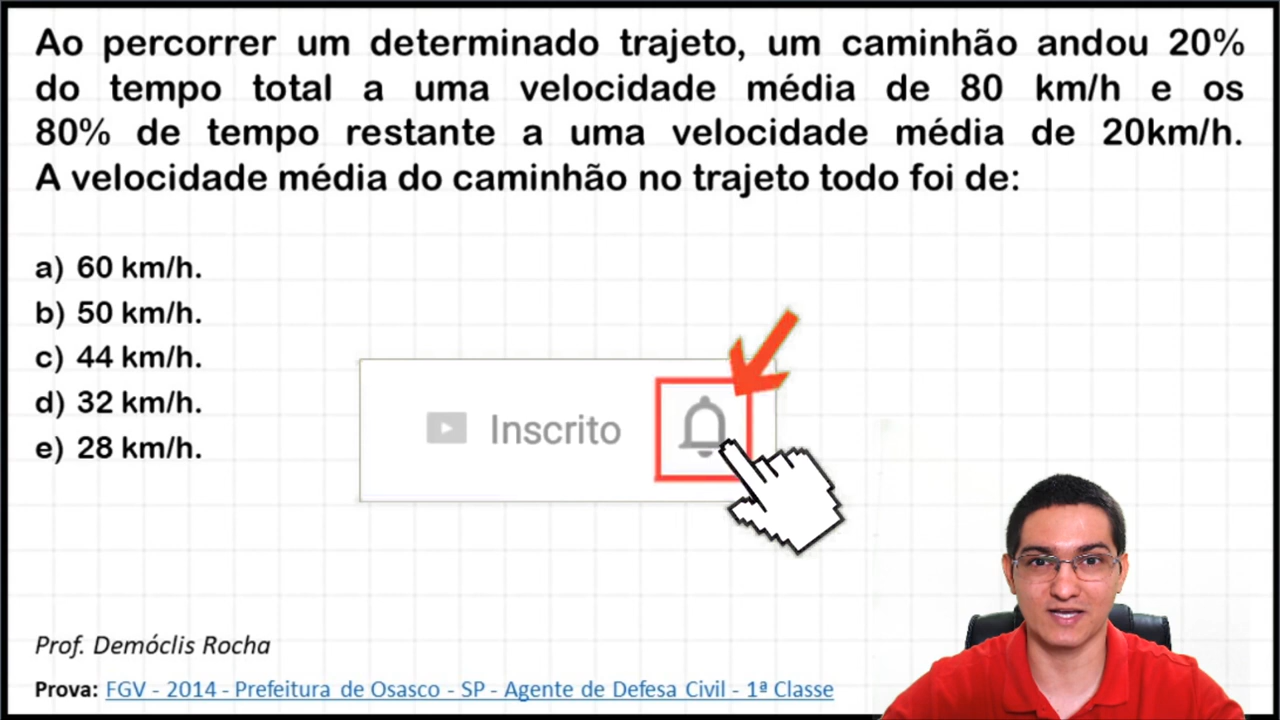 Ao percorrer um determinado trajeto, um caminhão andou 20%
do tempo total a uma velocidade média de 80 km/h e os
80% de tempo restante a uma velocidade média de 20km/h.
A velocidade média do caminhão no trajeto todo foi de:
a) 60 km/h.
b) 50 km/h.
c) 44 km/h.
d) 32 km/h.
e) 28 km/h.
Inscrito
Prof. Demóclis Rocha
Prova: FGV - 2014 - Prefeitura de Osasco - SP - Agente de Defesa Civil - 1ª Classe